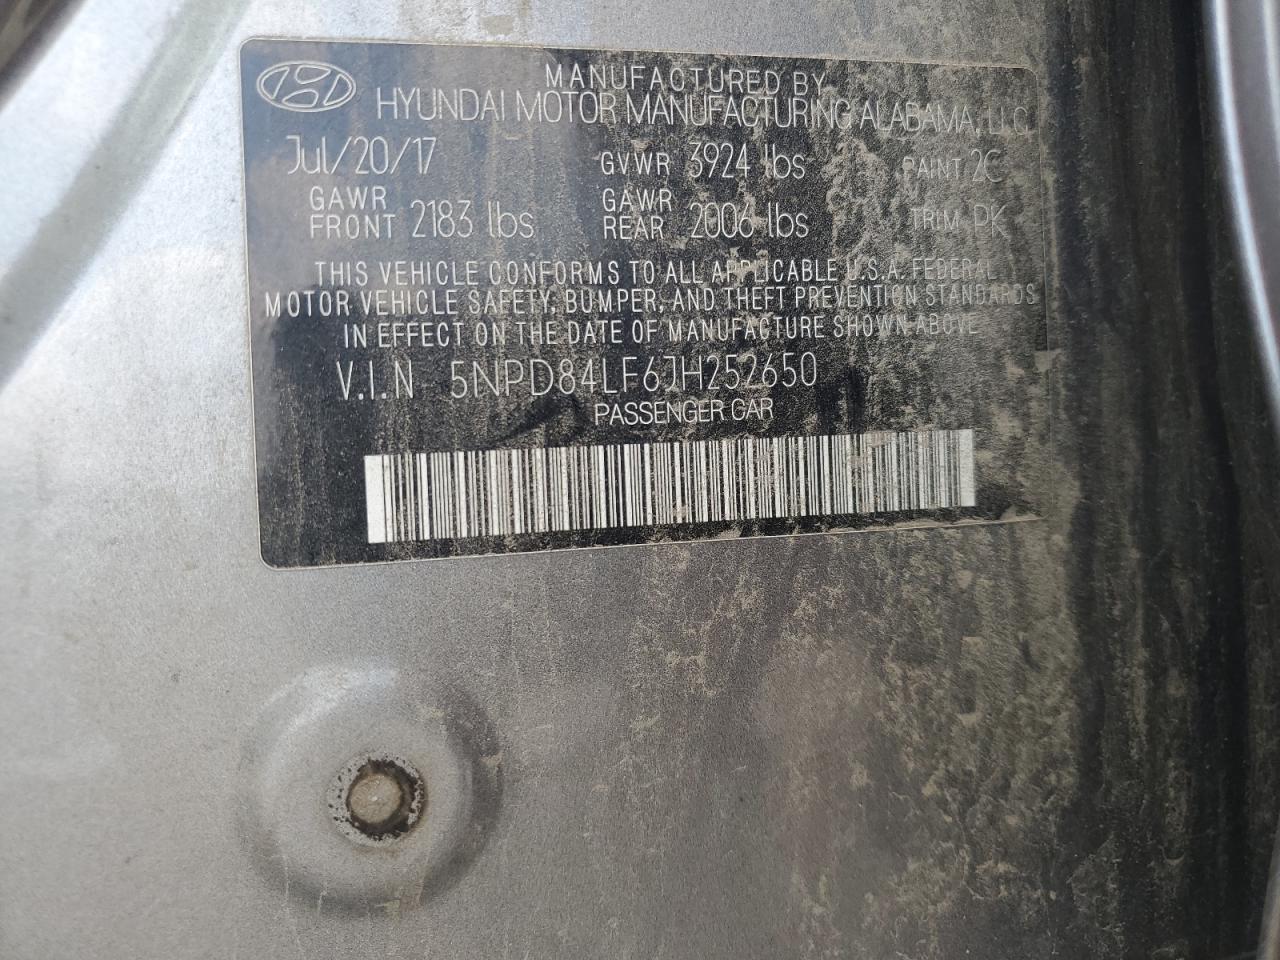 MANUFACTURED BY
HYUNDAI MOTOR MANUFACTURING ALABAMA, LLC
Jul/20/17 GVWR 3924 lbs PAINT 2C
GAWR FRONT 2183 lbs GAWR REAR 2006 lbs TRIM PK
THIS VEHICLE CONFORMS TO ALL APPLICABLE U.S.A. FEDERAL
MOTOR VEHICLE SAFETY, BUMPER, AND THEFT PREVENTION STANDARDS
IN EFFECT ON THE DATE OF MANUFACTURE SHOWN ABOVE
V.I.N 5NPD84LF6JH252650
PASSENGER CAR